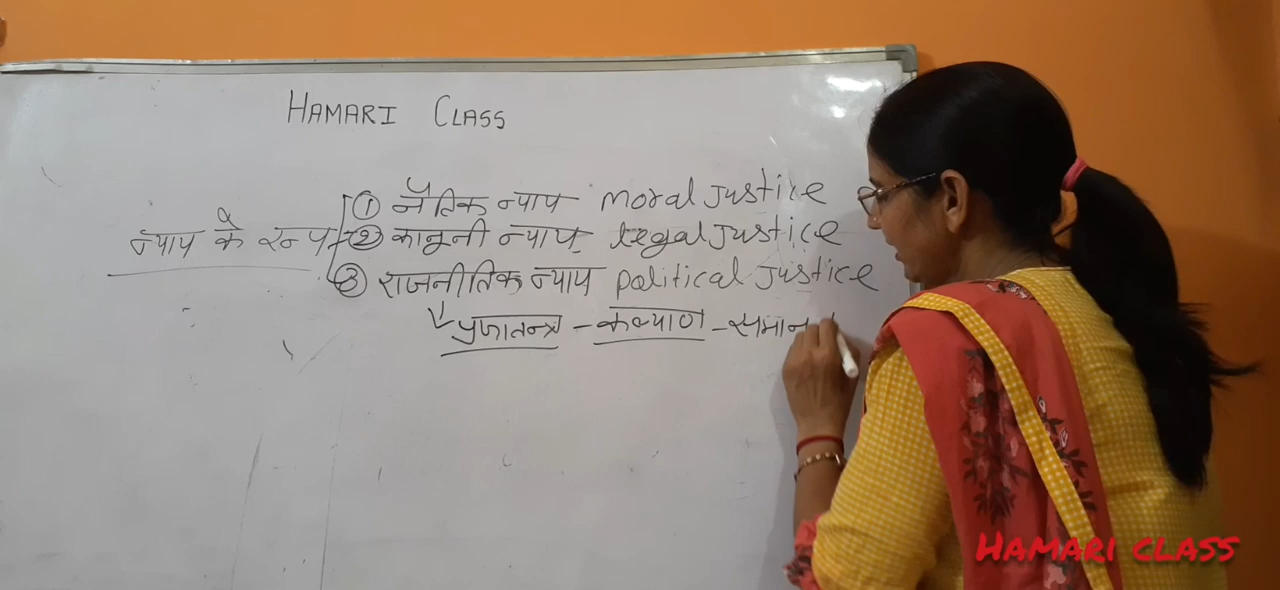 HAMARI CLASS
न्याय के रूप
① नैतिक न्याय Moral Justice
② कानूनी न्याय legal Justice
③ राजनीतिक न्याय political Justice
प्रजातन्त्र - कल्याण - समान
HAMARI CLASS